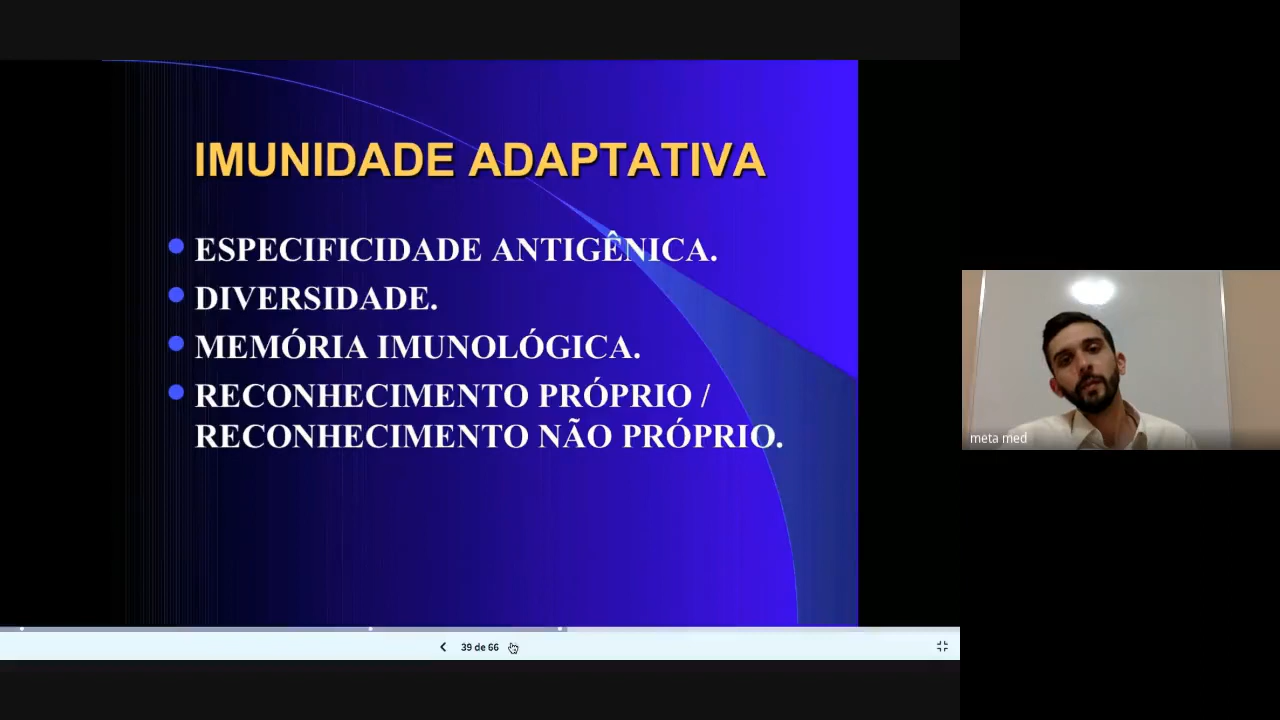 IMUNIDADE ADAPTATIVA
ESPECIFICIDADE ANTIGÊNICA.
DIVERSIDADE.
MEMÓRIA IMUNOLÓGICA.
RECONHECIMENTO PRÓPRIO /
RECONHECIMENTO NÃO PRÓPRIO.
meta med
39 de 66